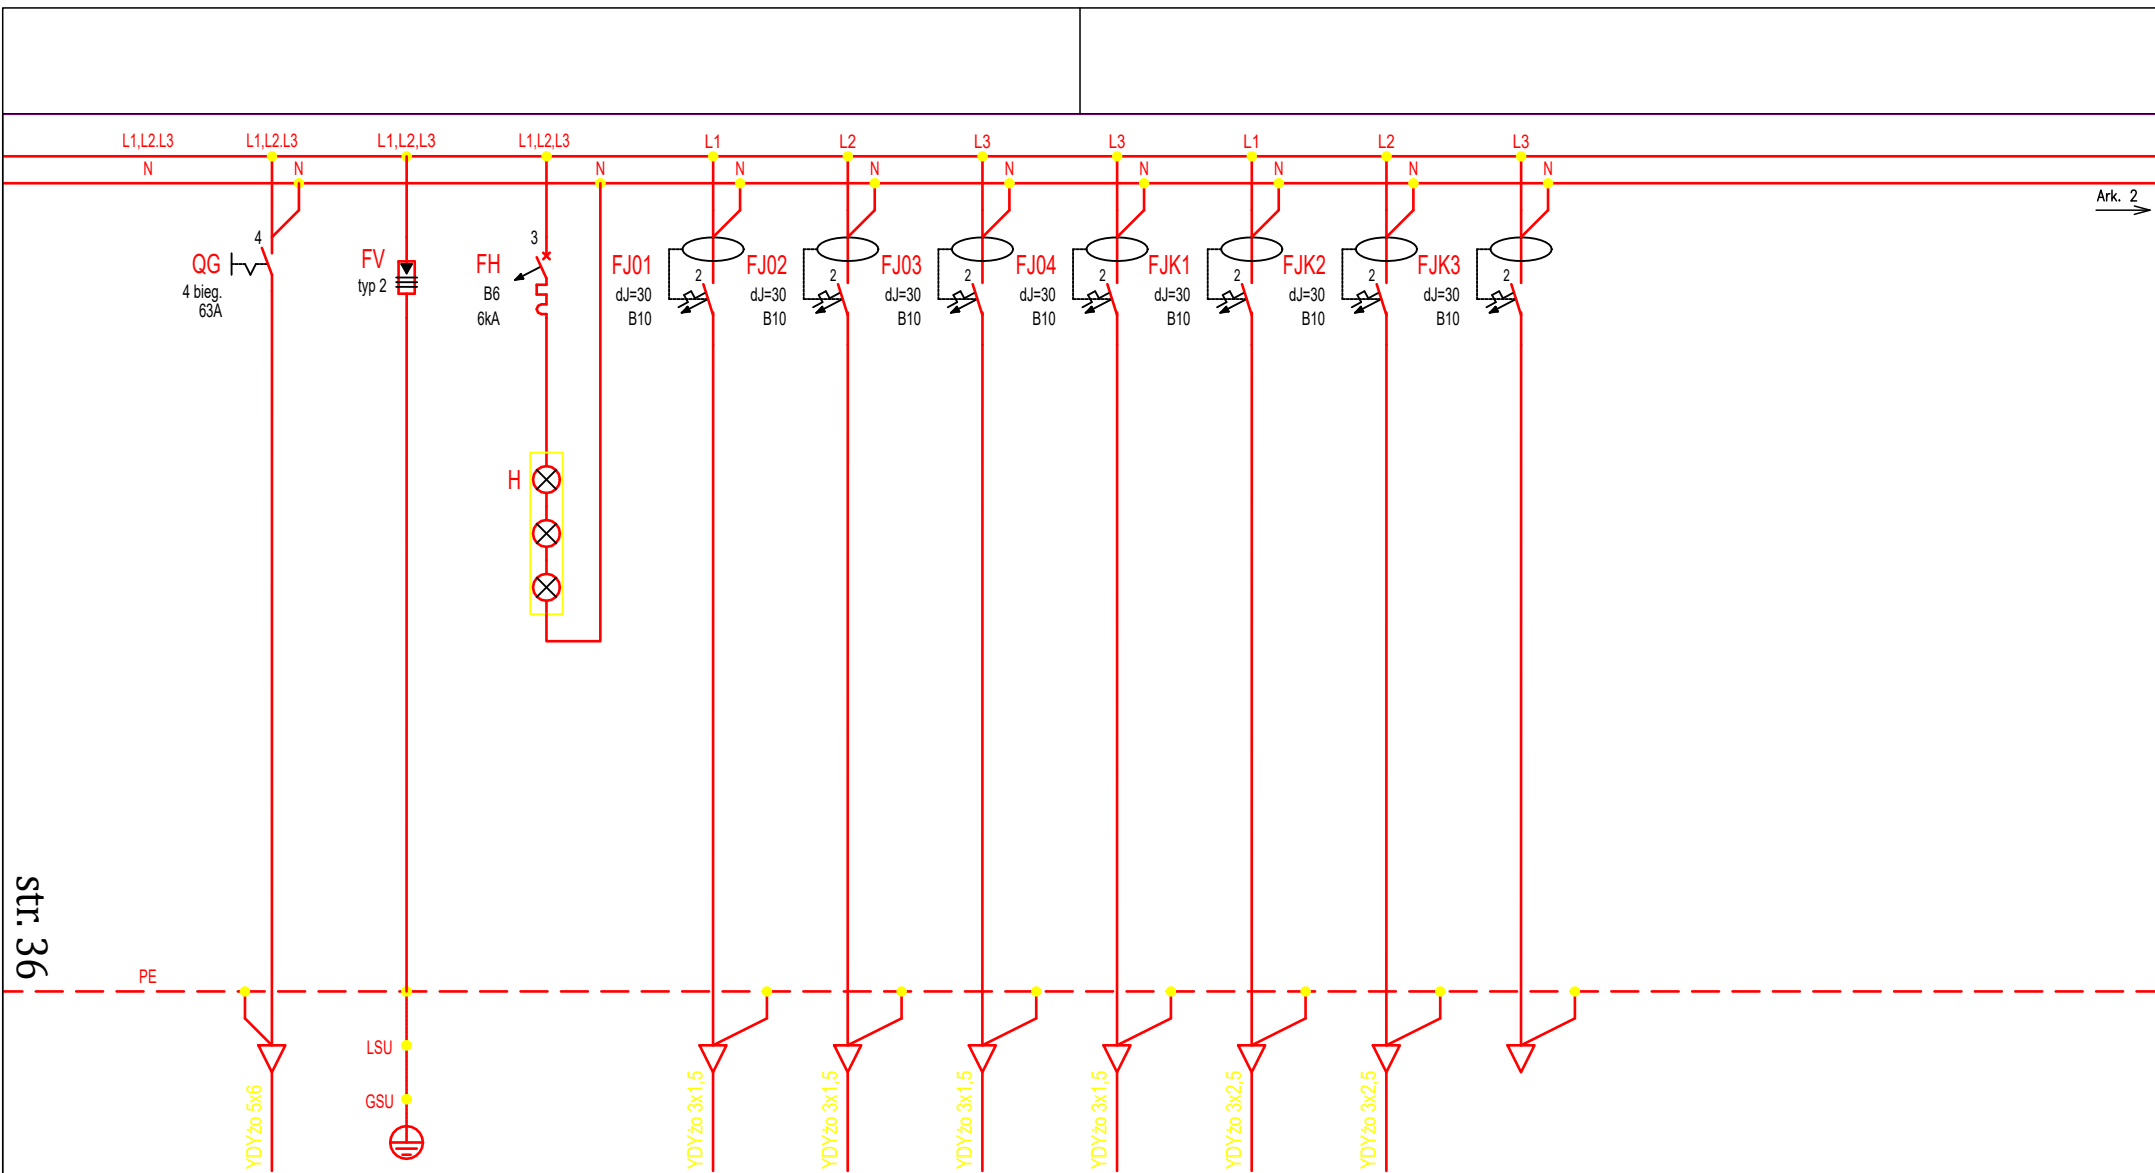 L1,L2.L3 L1,L2.L3 L1,L2,L3 L1,L2,L3 L1 L2 L3 L3 L1 L2 L3
N N N N N N N N N N
Ark. 2
4 3
QG FV FH FJ01 FJ02 FJ03 FJ04 FJK1 FJK2 FJK3
2 2 2 2 2 2 2
4 bieg. typ 2 B6 dJ=30 dJ=30 dJ=30 dJ=30 dJ=30 dJ=30 dJ=30
63A 6kA B10 B10 B10 B10 B10 B10 B10
H
str. 36
PE
LSU
GSU
YDYżo 5x6
YDYżo 3x1,5
YDYżo 3x1,5
YDYżo 3x1,5
YDYżo 3x1,5
YDYżo 3x2,5
YDYżo 3x2,5